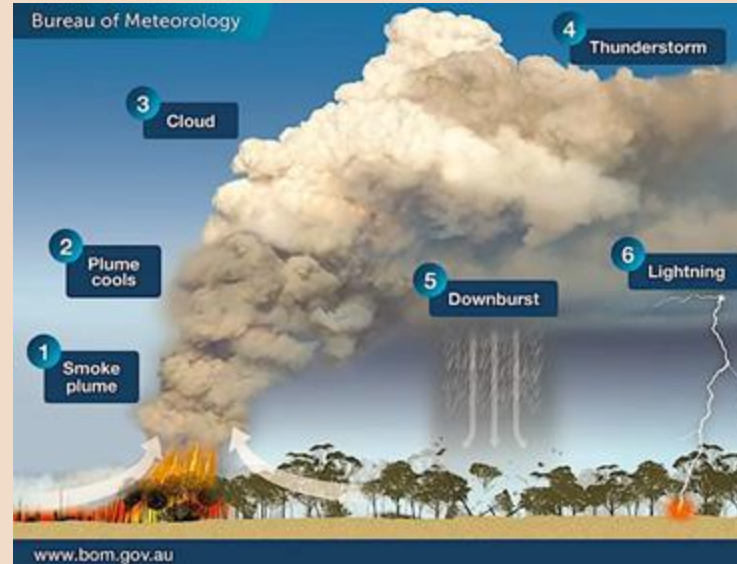 Bureau of Meteorology
4
Thunderstorm
3
Cloud
2
Plume
cools
5
Downburst
6
Lightning
1
Smoke
plume
www.bom.gov.au